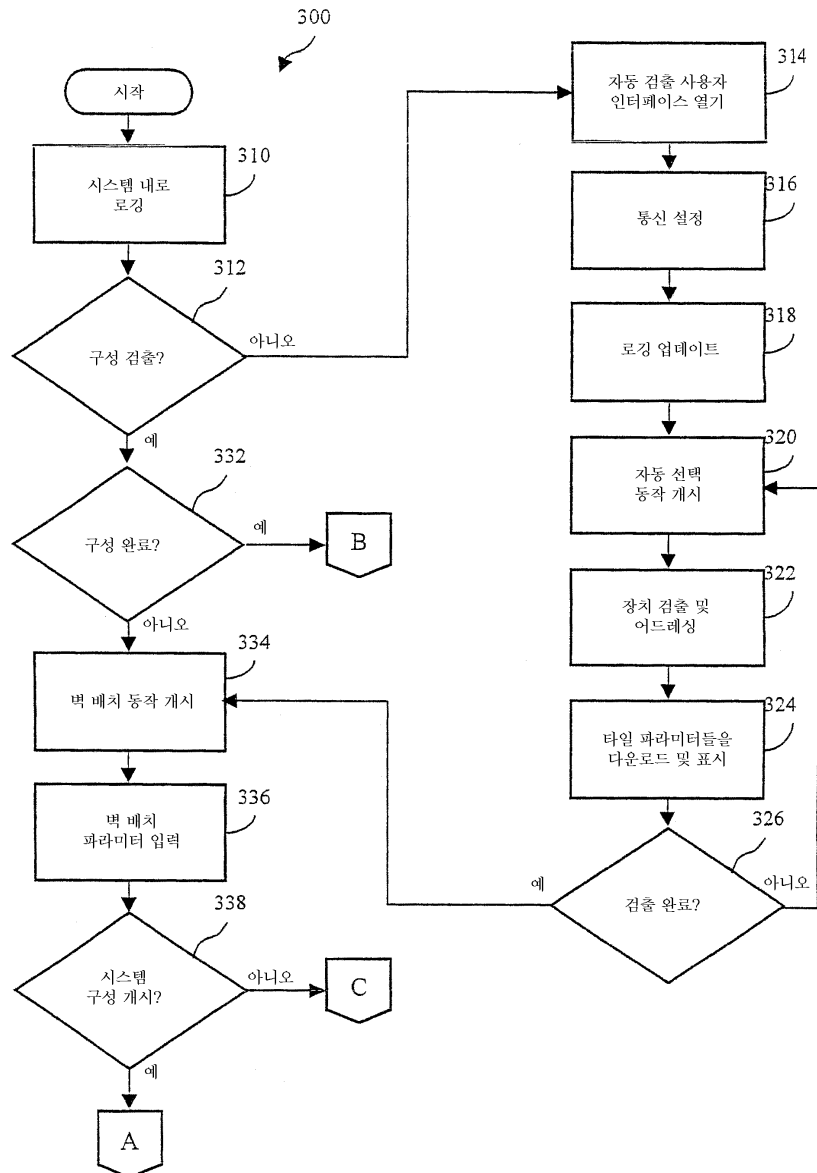 300
시작
310
시스템 내로
로깅
312
구성 검출?
아니오
예
332
구성 완료?
예
B
아니오
334
벽 배치 동작 개시
336
벽 배치
파라미터 입력
338
시스템
구성 개시?
아니오
C
예
A
314
자동 검출 사용자
인터페이스 열기
316
통신 설정
318
로깅 업데이트
320
자동 선택
동작 개시
322
장치 검출 및
어드레싱
324
타일 파라미터들을
다운로드 및 표시
326
예
검출 완료?
아니오